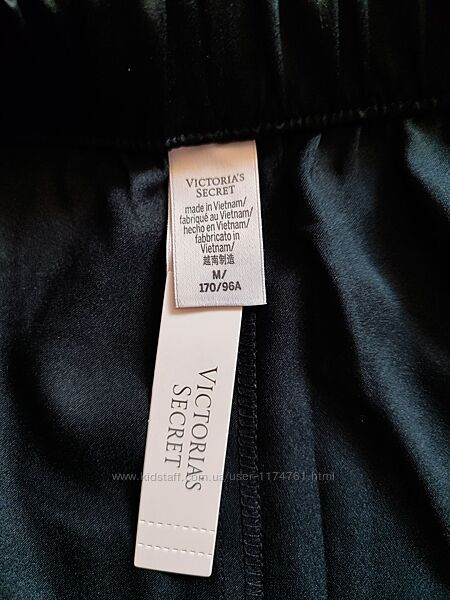 VICTORIA'S
SECRET
made in Vietnam/
fabriqué au Vietnam/
hecho en Vietnam/
fabbricato in
Vietnam/
越南制造
M/
170/96A
VICTORIA'S
SECRET
www.kidstaff.com.ua/user-1174761.html